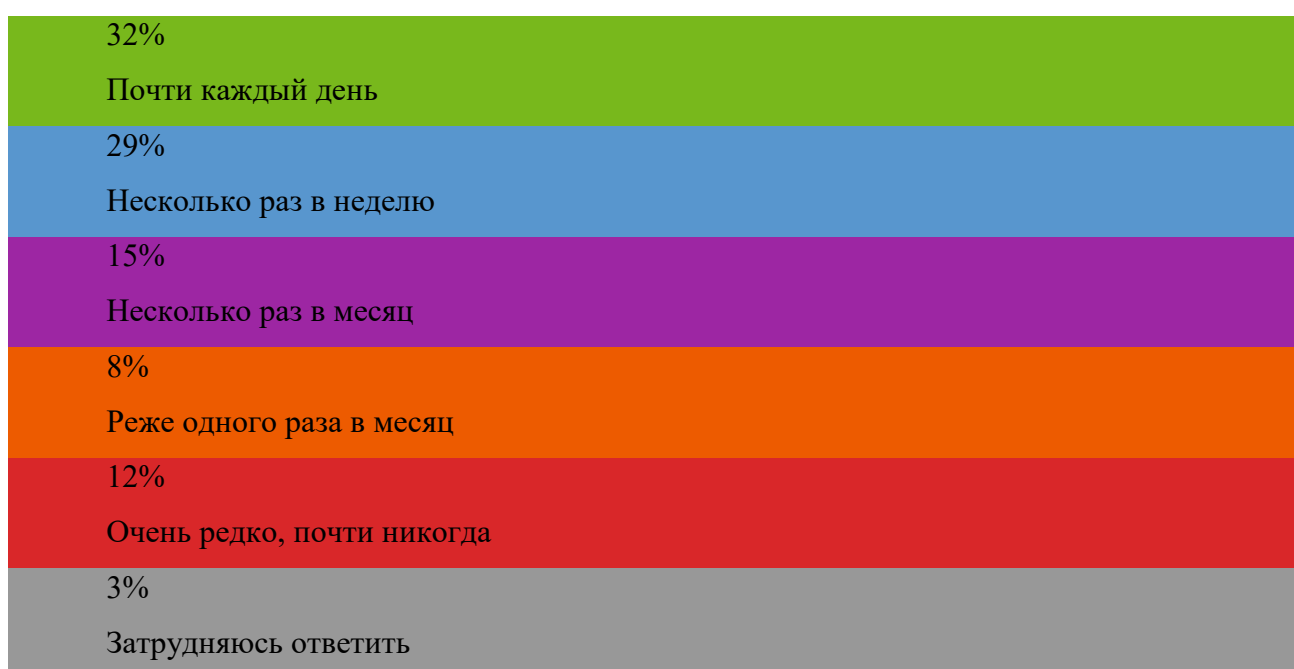 32%
Почти каждый день
29%
Несколько раз в неделю
15%
Несколько раз в месяц
8%
Реже одного раза в месяц
12%
Очень редко, почти никогда
3%
Затрудняюсь ответить